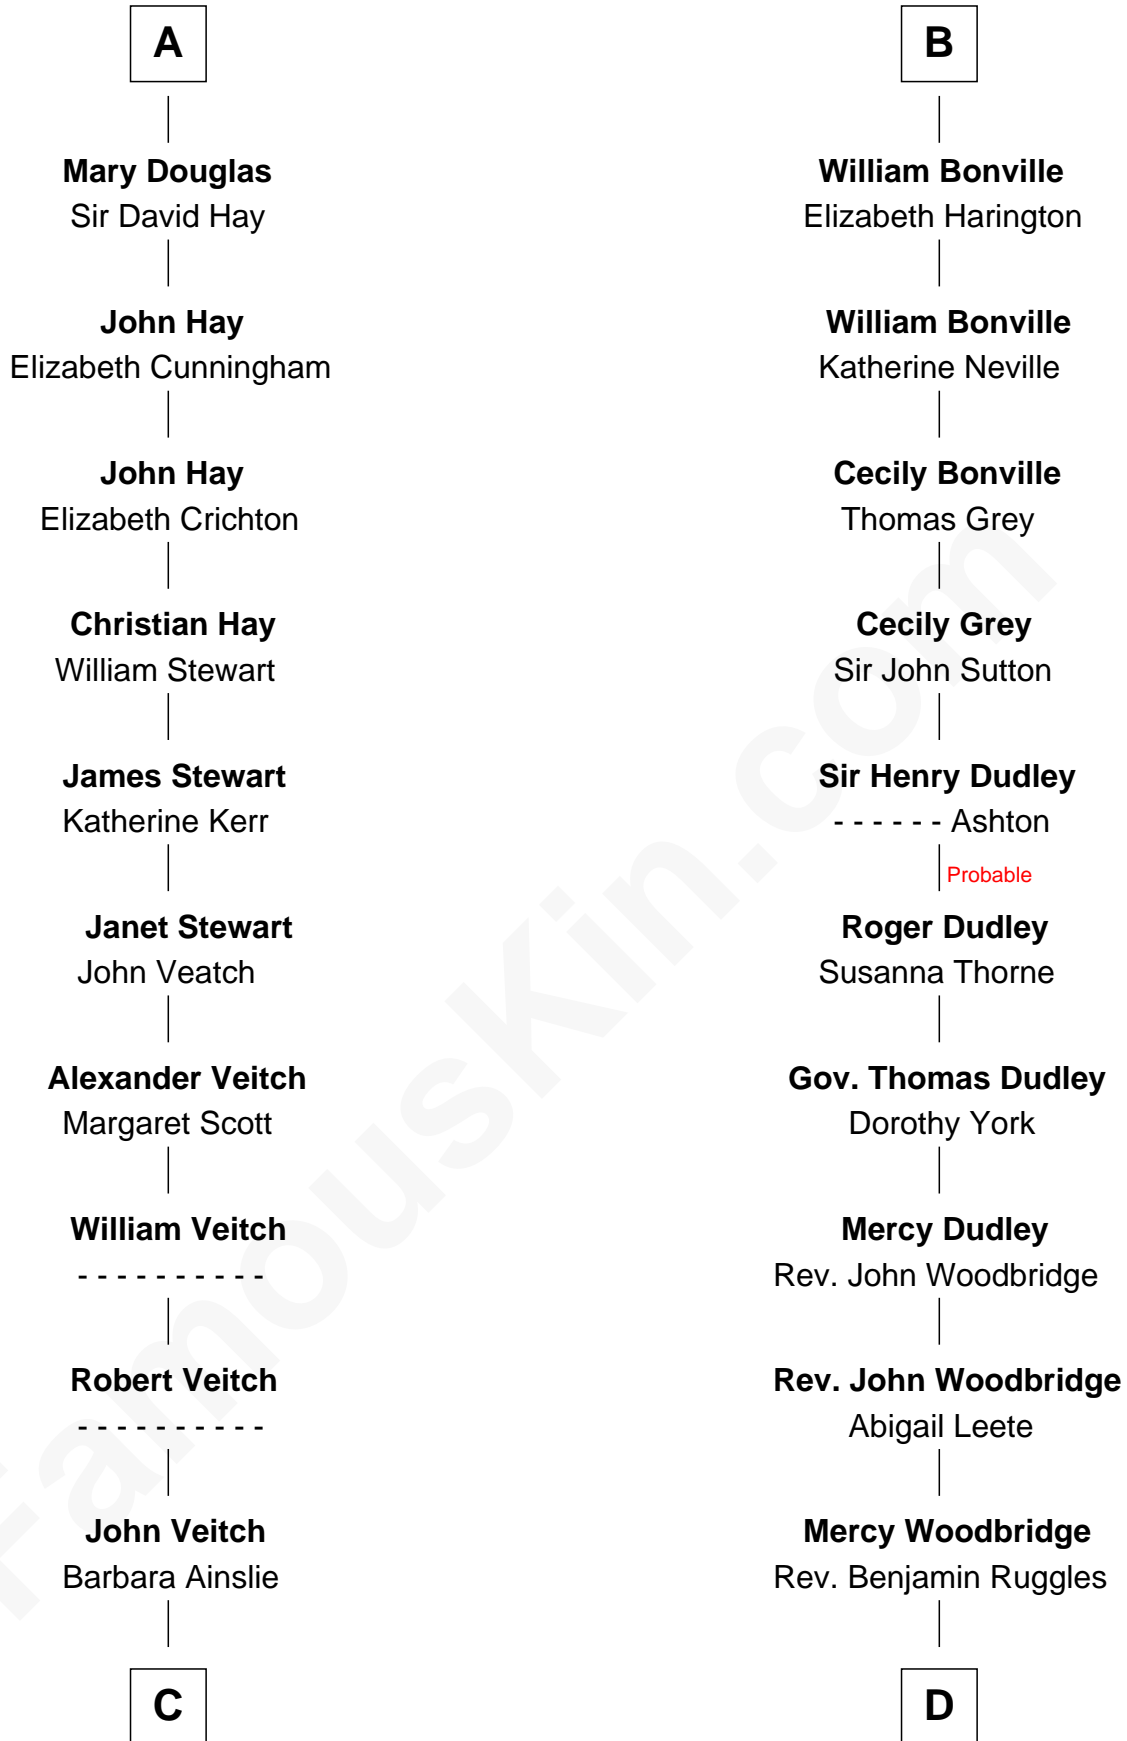 A
Mary Douglas
Sir David Hay
John Hay
Elizabeth Cunningham
John Hay
Elizabeth Crichton
Christian Hay
William Stewart
James Stewart
Katherine Kerr
Janet Stewart
John Veatch
Alexander Veitch
Margaret Scott
William Veitch
- - - - - - - - - -
Robert Veitch
- - - - - - - - - -
John Veitch
Barbara Ainslie
C
B
William Bonville
Elizabeth Harington
William Bonville
Katherine Neville
Cecily Bonville
Thomas Grey
Cecily Grey
Sir John Sutton
Sir Henry Dudley
- - - - - - Ashton
Probable
Roger Dudley
Susanna Thorne
Gov. Thomas Dudley
Dorothy York
Mercy Dudley
Rev. John Woodbridge
Rev. John Woodbridge
Abigail Leete
Mercy Woodbridge
Rev. Benjamin Ruggles
D
FamousKin.com